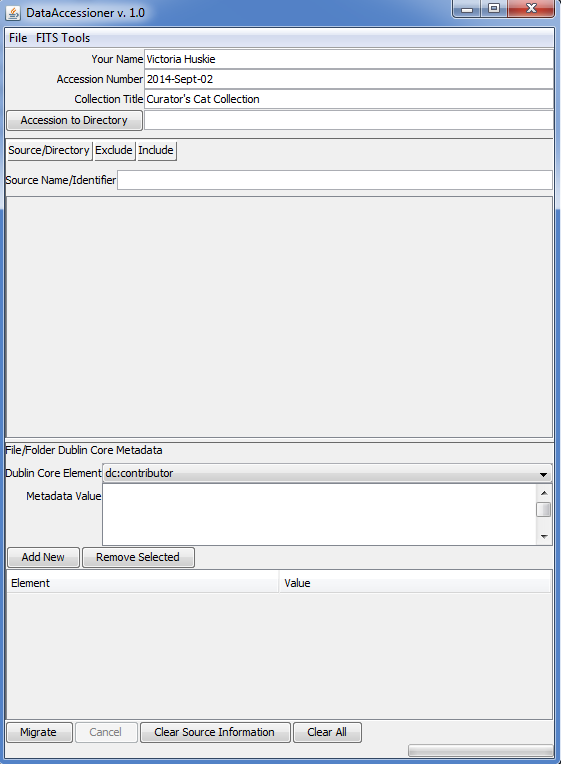 DataAccessioner v. 1.0
File FITS Tools
Your Name Victoria Huskie
Accession Number 2014-Sept-02
Collection Title Curator's Cat Collection
Accession to Directory
Source/Directory Exclude Include
Source Name/Identifier
File/Folder Dublin Core Metadata
Dublin Core Element dc:contributor
Metadata Value
Add New Remove Selected
Element Value
Migrate Cancel Clear Source Information Clear All